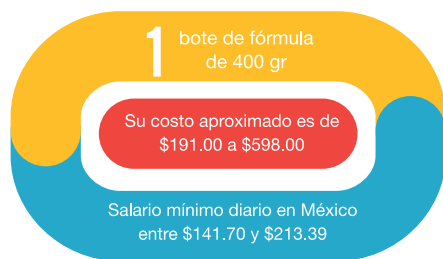 1 bote de fórmula
de 400 gr
Su costo aproximado es de
$191.00 a $598.00
Salario mínimo diario en México
entre $141.70 y $213.39